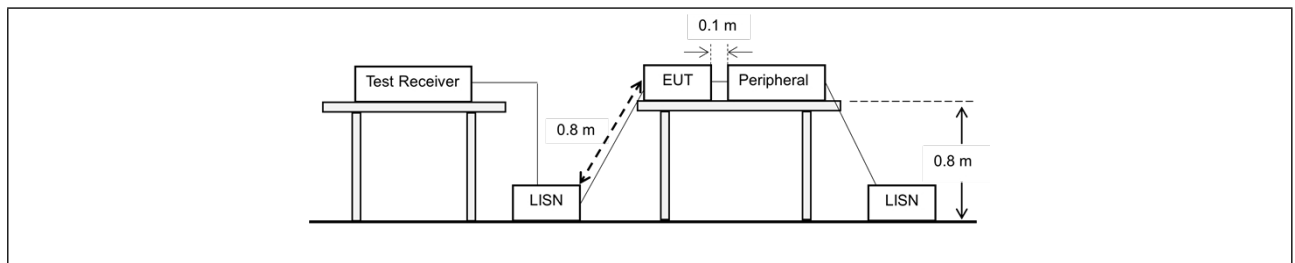 0.1 m
Test Receiver
EUT
Peripheral
0.8 m
0.8 m
LISN
LISN